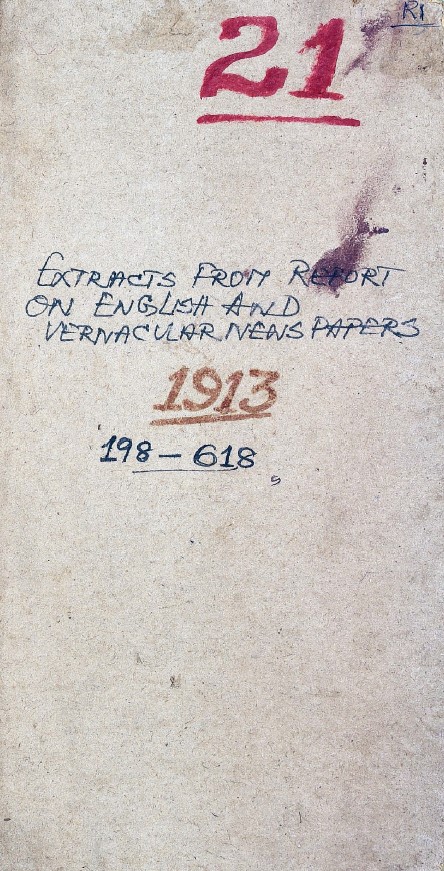 R1
21
EXTRACTS FROM REPORT
ON ENGLISH AND
VERNACULAR NEWS PAPERS
1913
198 – 618